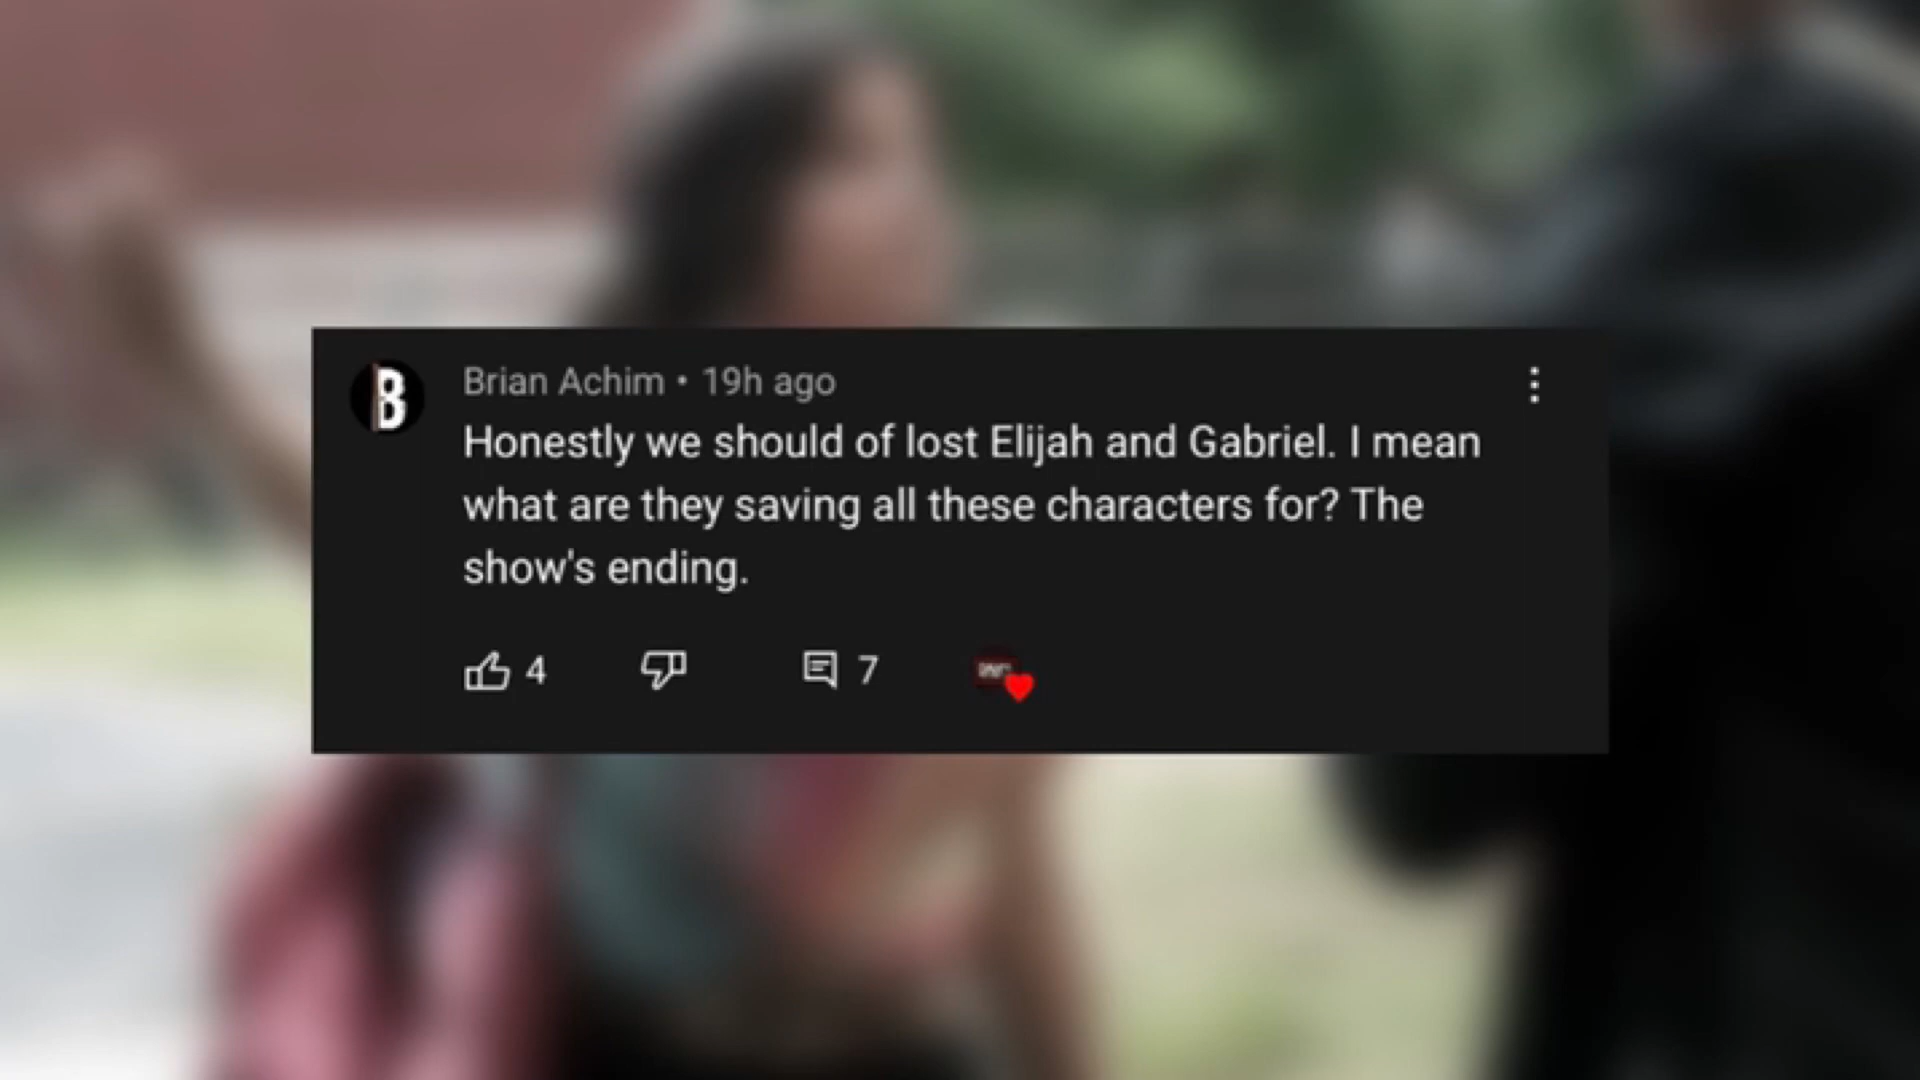 B
Brian Achim • 19h ago
Honestly we should of lost Elijah and Gabriel. I mean
what are they saving all these characters for? The
show's ending.
4 7